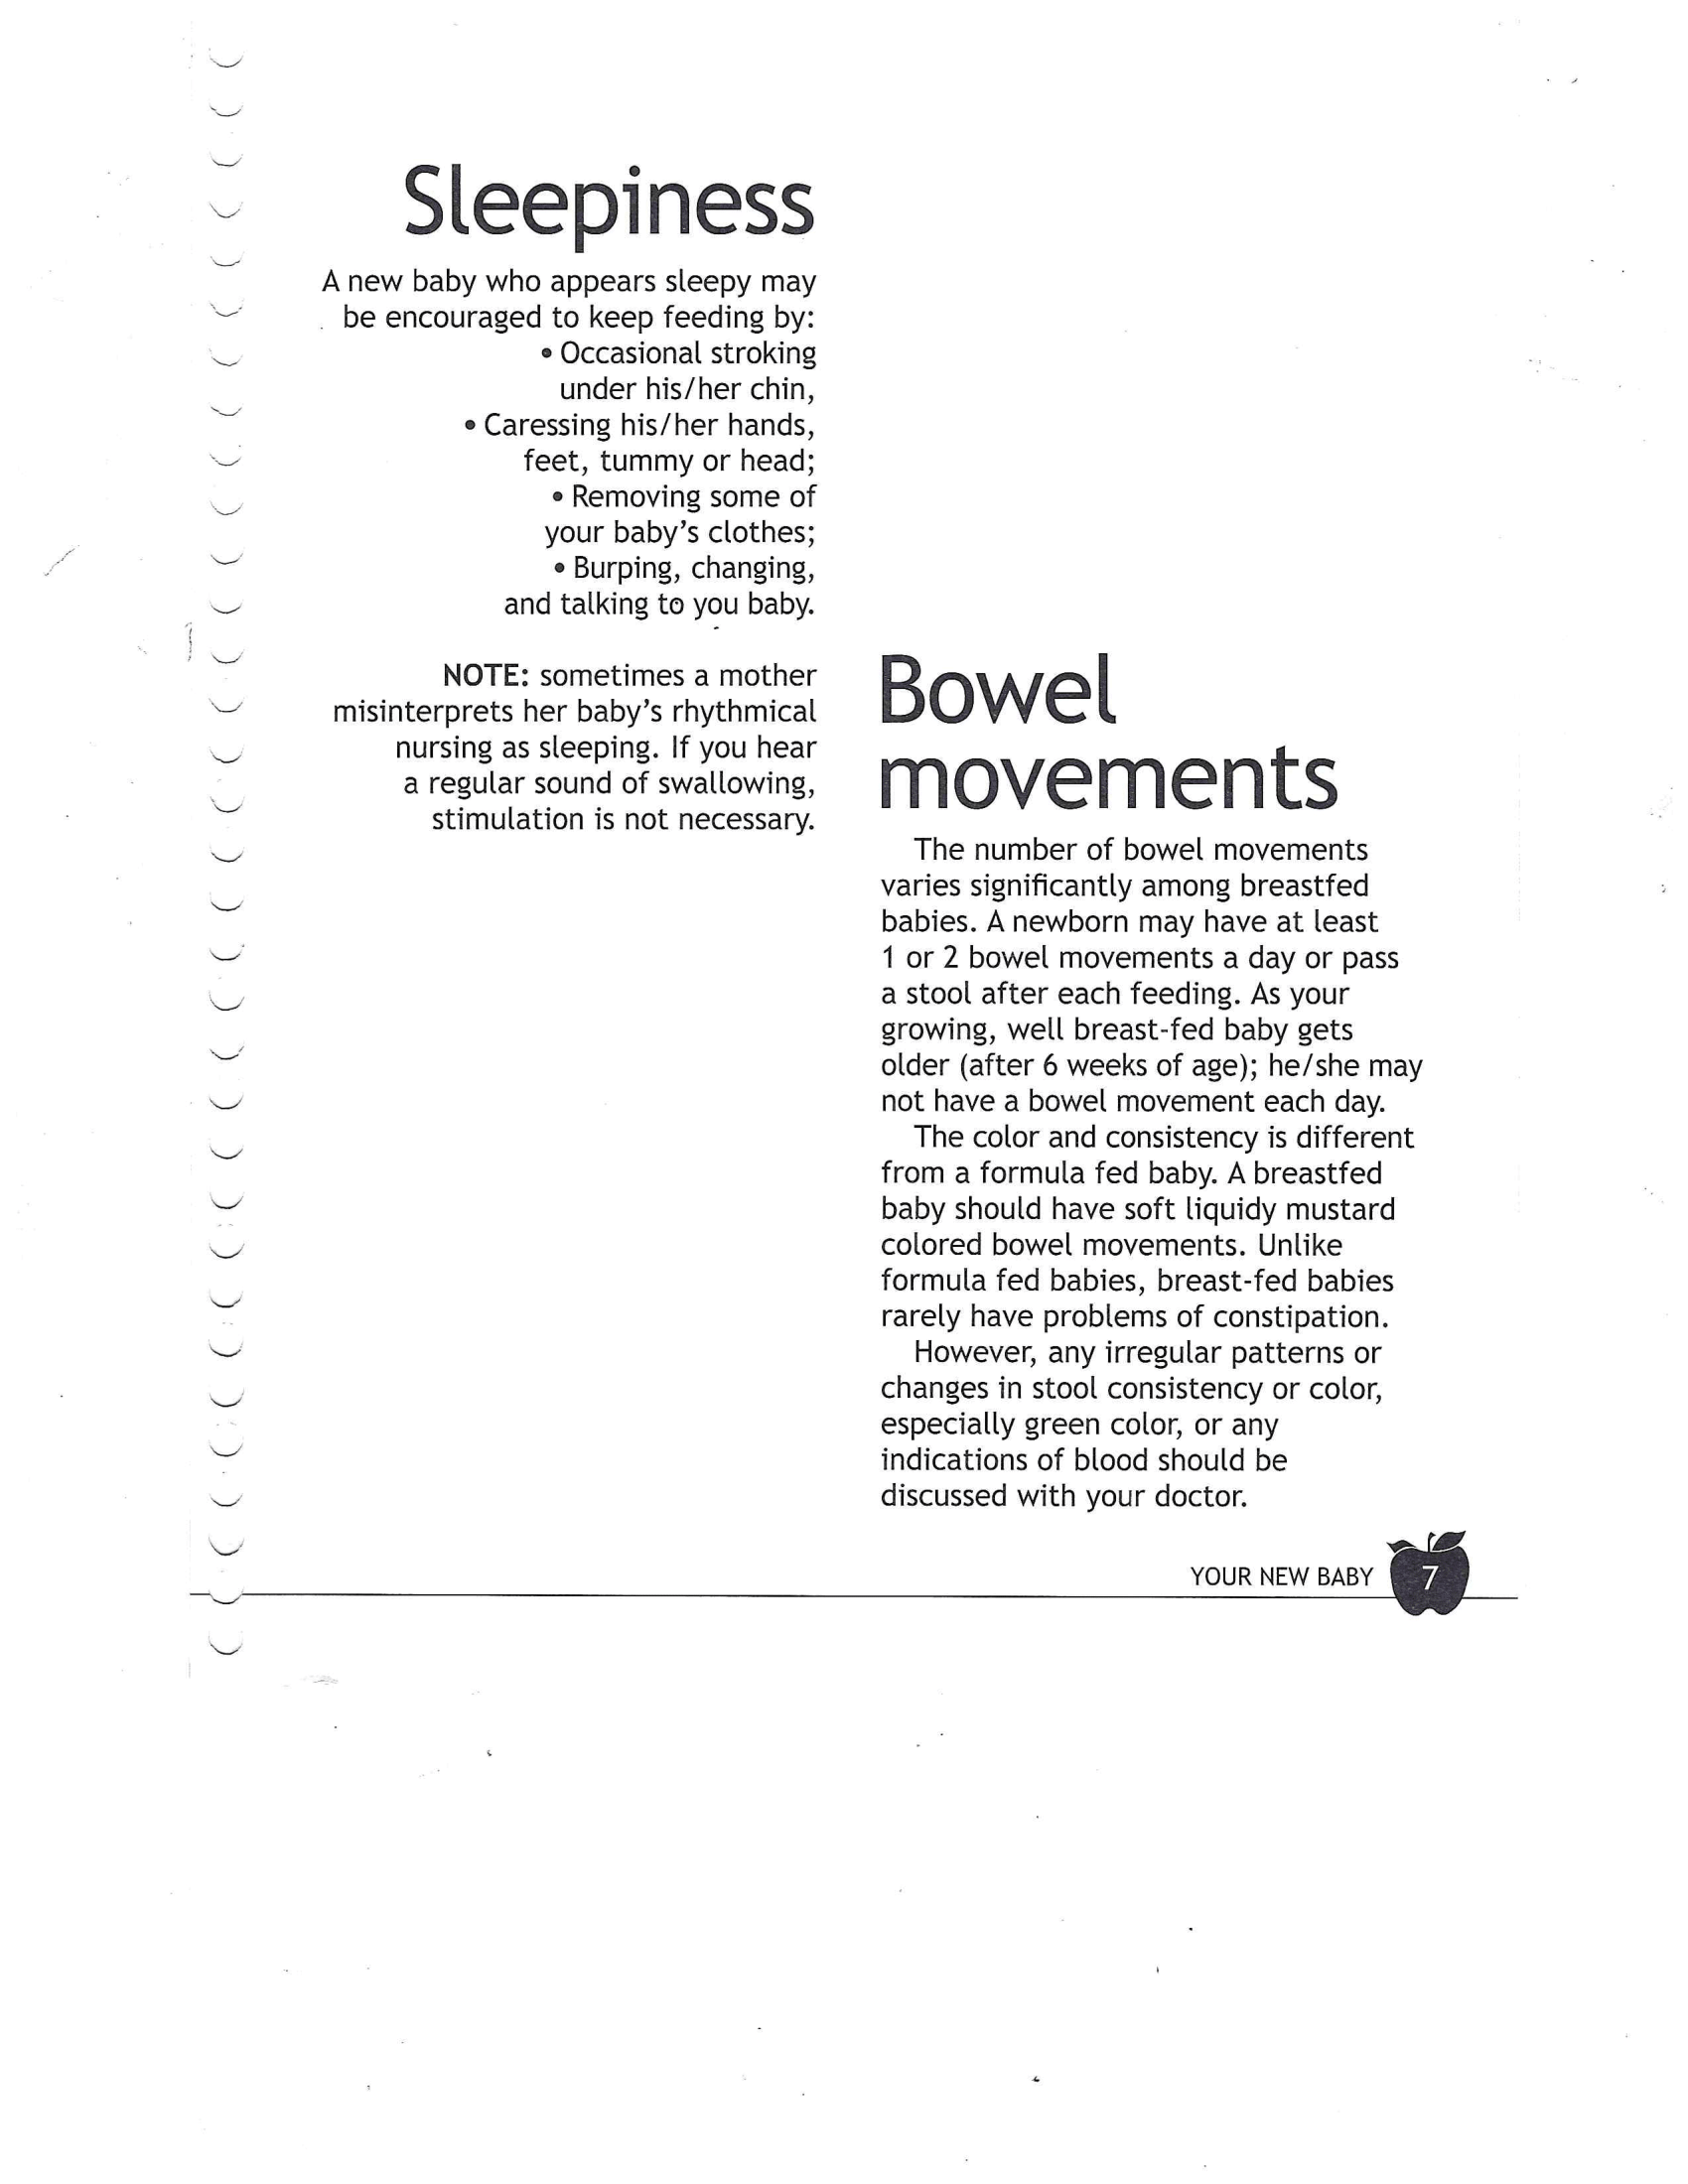 Sleepiness
A new baby who appears sleepy may
be encouraged to keep feeding by:
• Occasional stroking
under his/her chin,
• Caressing his/her hands,
feet, tummy or head;
• Removing some of
your baby's clothes;
• Burping, changing,
and talking to you baby.
NOTE: sometimes a mother
misinterprets her baby's rhythmical
nursing as sleeping. If you hear
a regular sound of swallowing,
stimulation is not necessary.
Bowel
movements
The number of bowel movements
varies significantly among breastfed
babies. A newborn may have at least
1 or 2 bowel movements a day or pass
a stool after each feeding. As your
growing, well breast-fed baby gets
older (after 6 weeks of age); he/she may
not have a bowel movement each day.
The color and consistency is different
from a formula fed baby. A breastfed
baby should have soft liquidy mustard
colored bowel movements. Unlike
formula fed babies, breast-fed babies
rarely have problems of constipation.
However, any irregular patterns or
changes in stool consistency or color,
especially green color, or any
indications of blood should be
discussed with your doctor.
YOUR NEW BABY 7